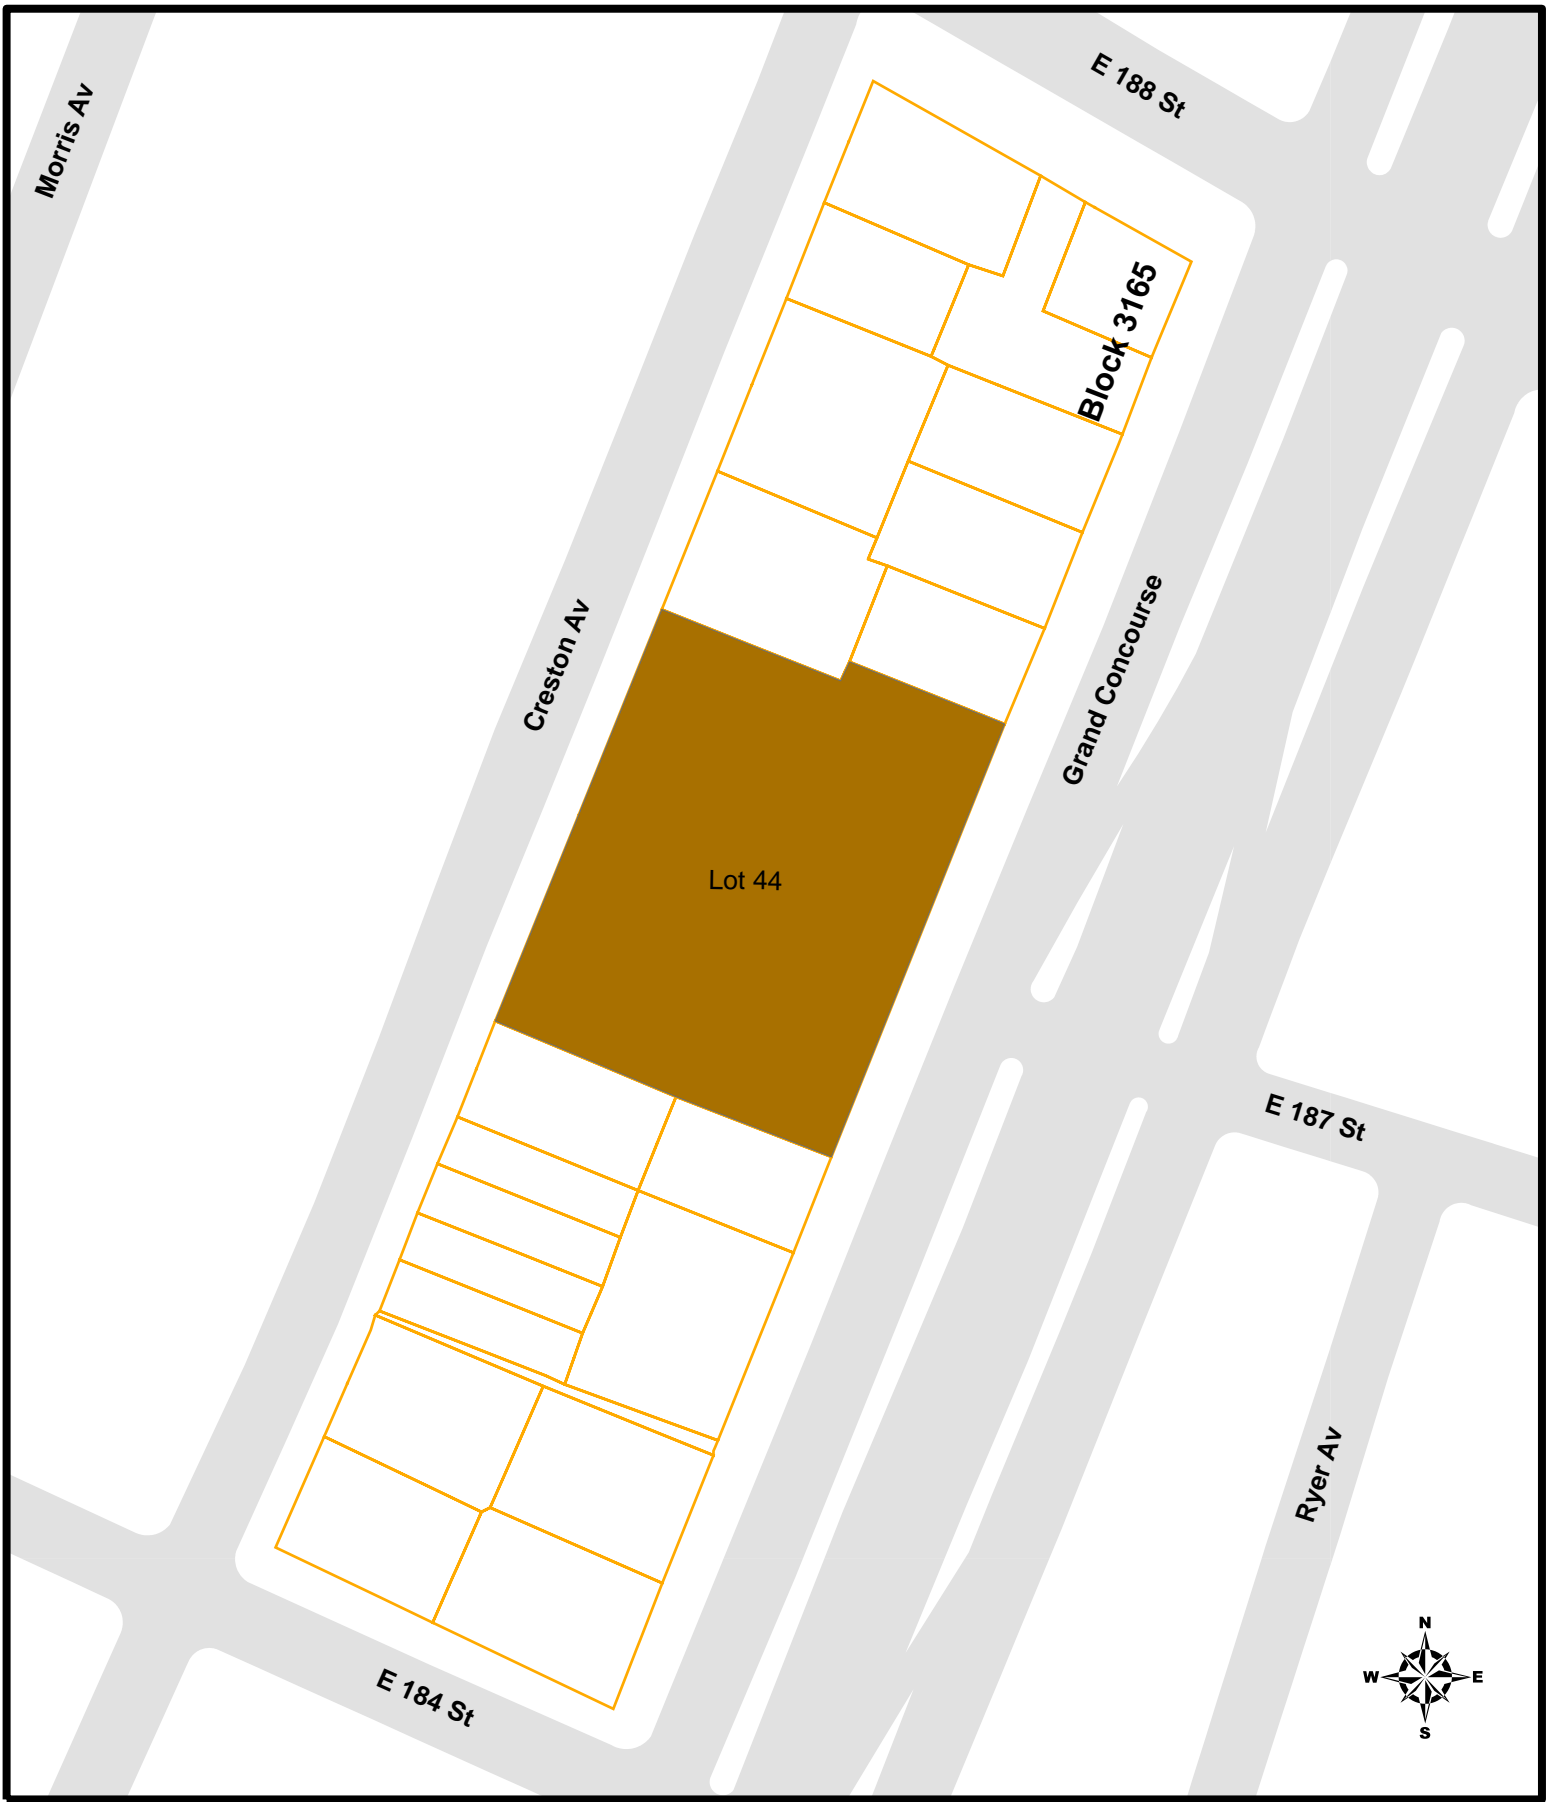 E 188 St
Morris Av
Block 3165
Creston Av
Grand Concourse
Lot 44
E 187 St
Ryer Av
E 184 St
N
W E
S